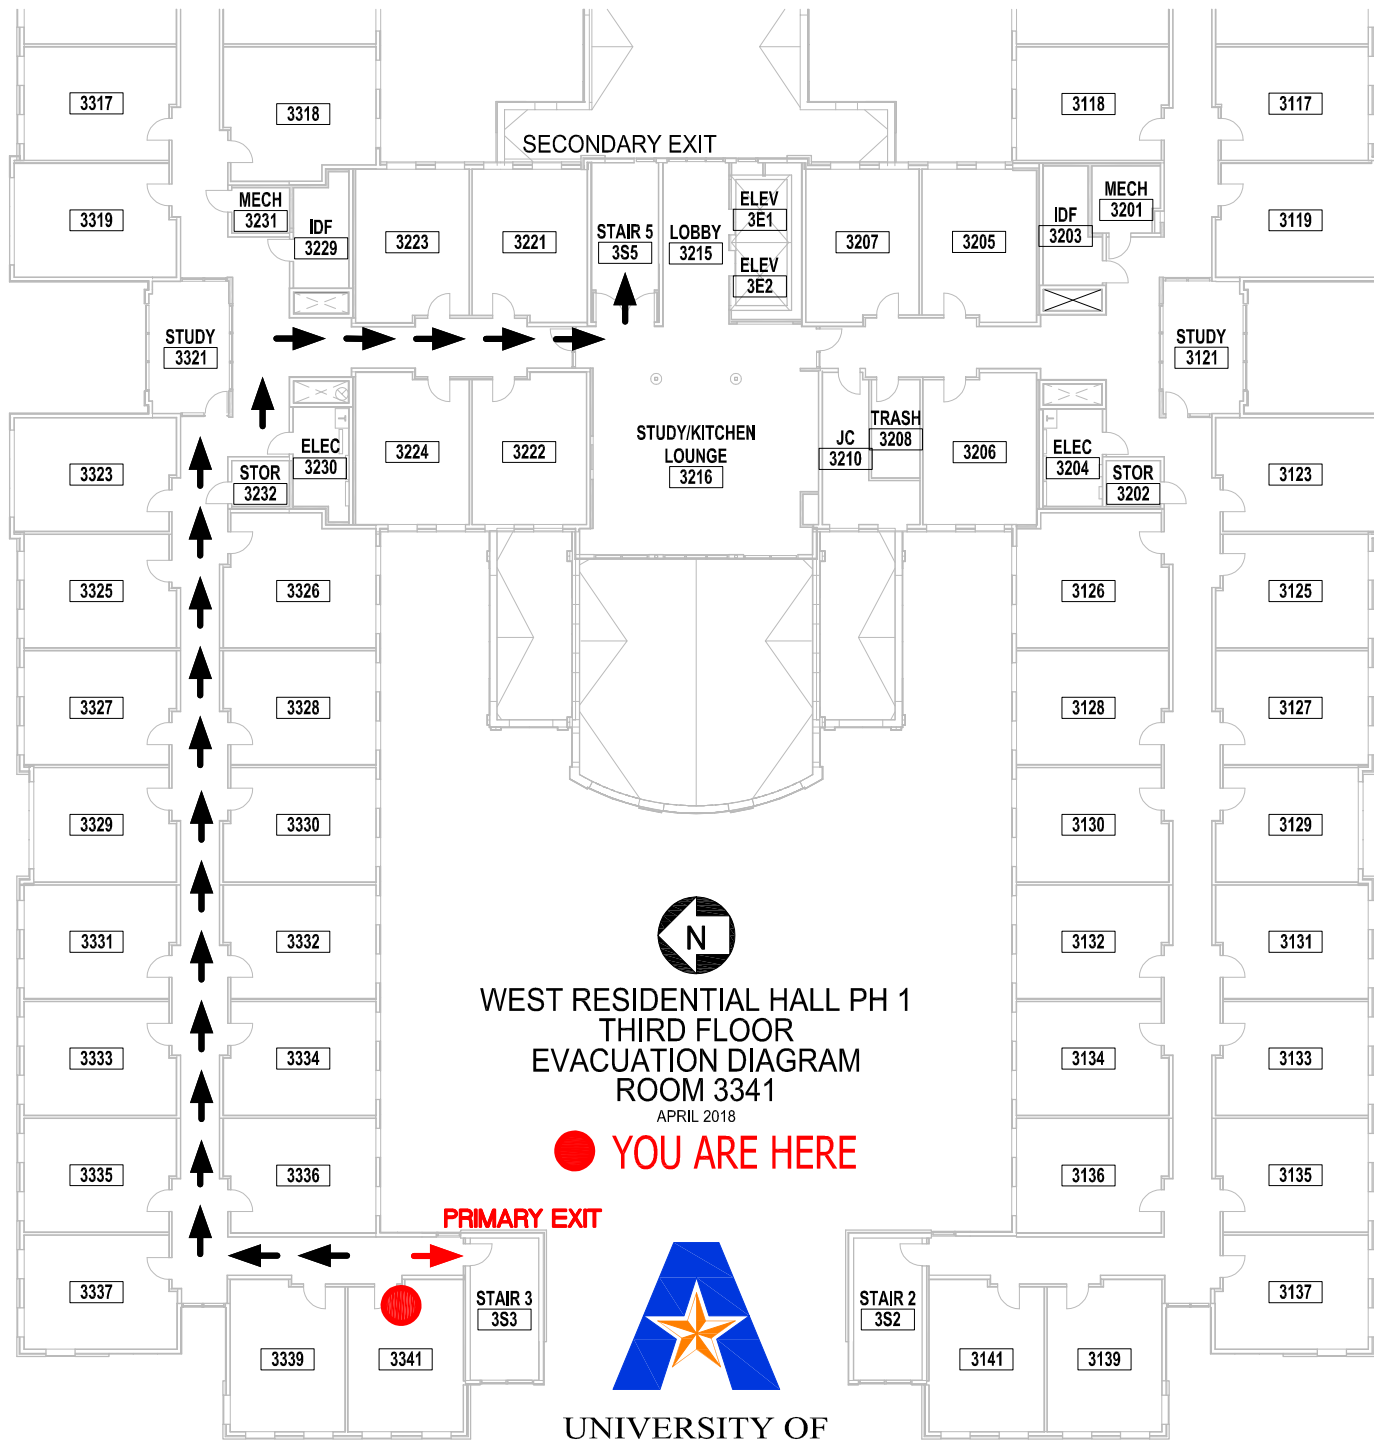 3317
3318
3118
3117
SECONDARY EXIT
MECH
3231
3319
IDF
3229
3223
3221
STAIR 5
3S5
LOBBY
3215
ELEV
3E1
ELEV
3E2
3207
3205
IDF
3203
MECH
3201
3119
STUDY
3321
STUDY
3121
3323
STOR
3232
ELEC
3230
3224
3222
STUDY/KITCHEN
LOUNGE
3216
JC
3210
TRASH
3208
3206
ELEC
3204
STOR
3202
3123
3325
3326
3126
3125
3327
3328
3128
3127
3329
3330
3130
3129
3331
3332
N
3132
3131
WEST RESIDENTIAL HALL PH 1
THIRD FLOOR
EVACUATION DIAGRAM
ROOM 3341
APRIL 2018
3333
3334
3134
3133
YOU ARE HERE
3335
3336
3136
3135
PRIMARY EXIT
3337
STAIR 3
3S3
STAIR 2
3S2
3137
3339
3341
3141
3139
UNIVERSITY OF